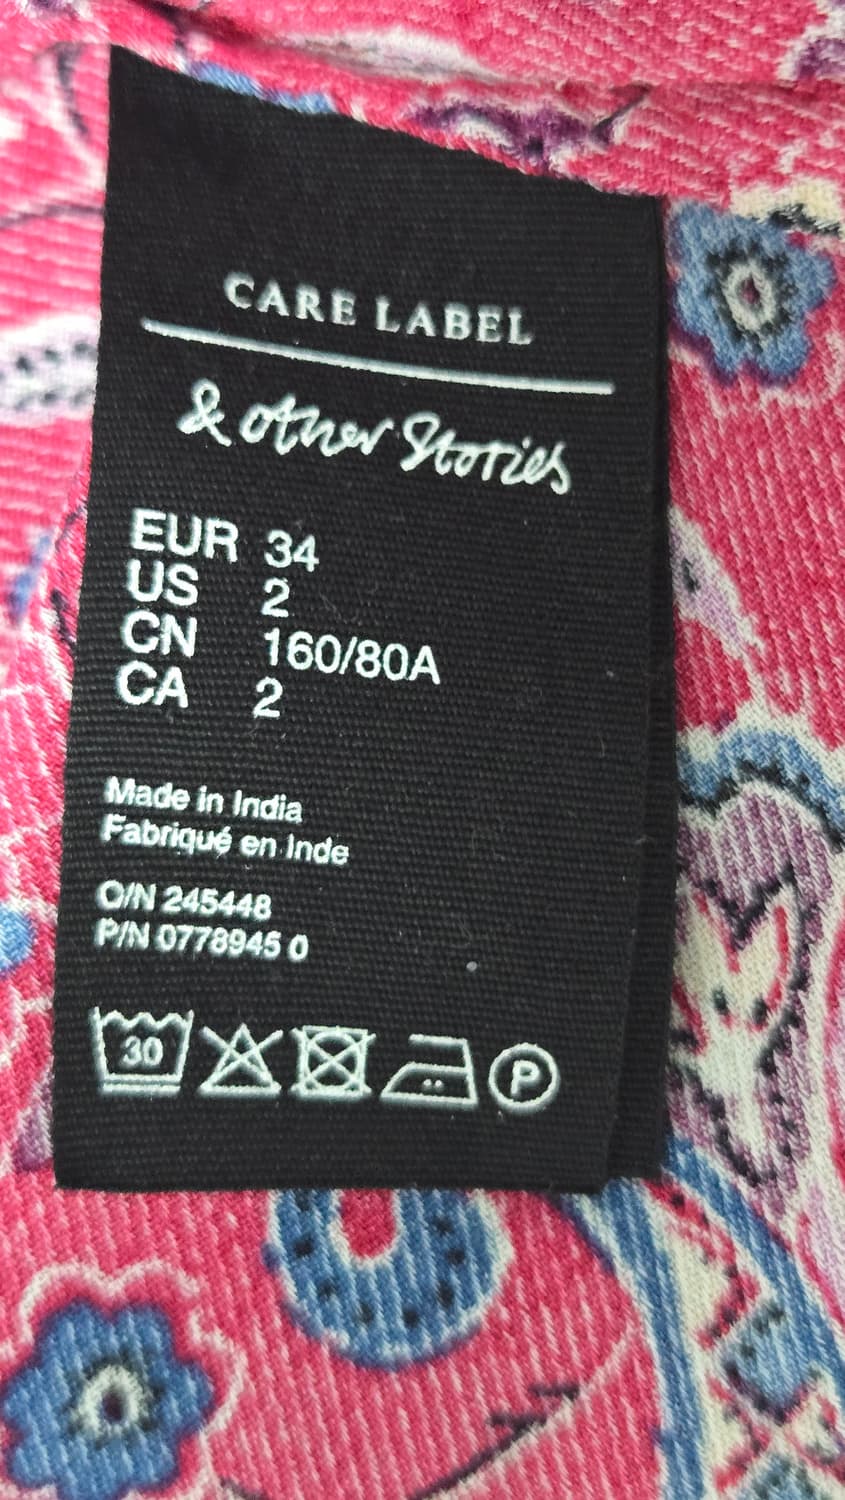 CARE LABEL
& other Stories
EUR 34
US 2
CN 160/80A
CA 2
Made in India
Fabriqué en Inde
O/N 245448
P/N 0778945 0
30
P